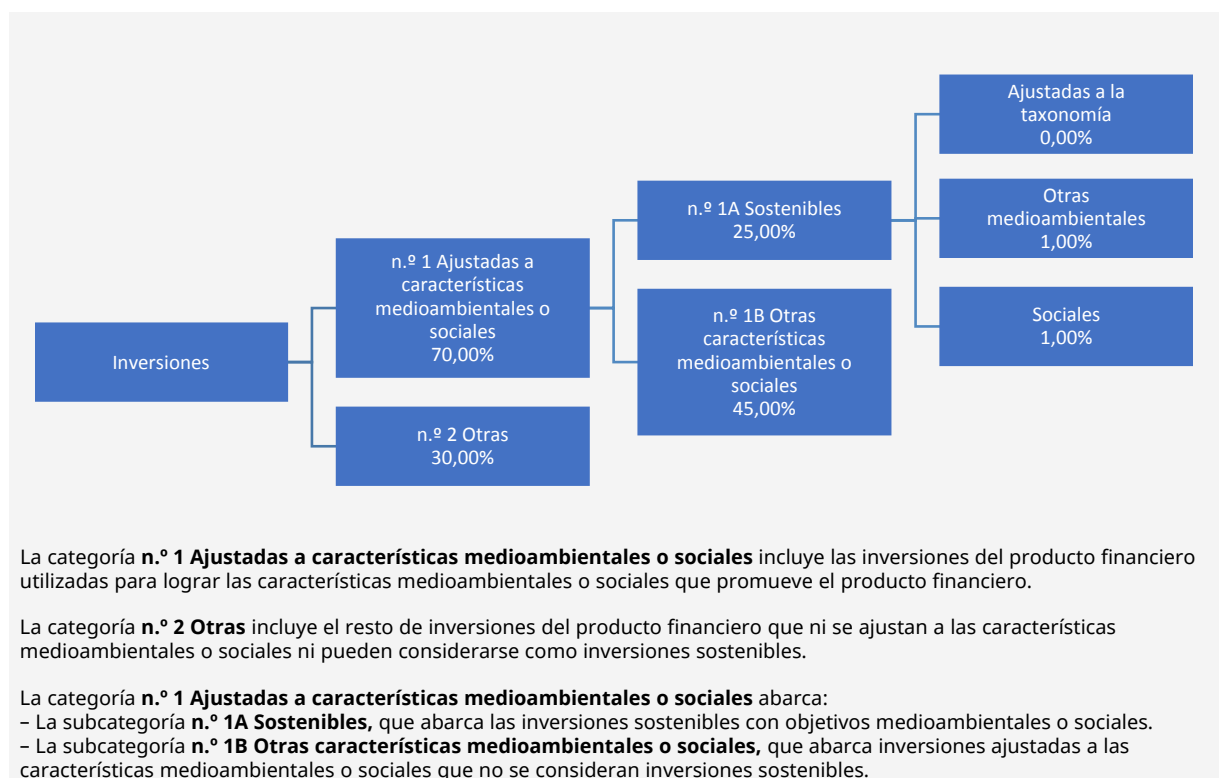 Inversiones
n.º 1 Ajustadas a
características
medioambientales o
sociales
70,00%
n.º 2 Otras
30,00%
n.º 1A Sostenibles
25,00%
n.º 1B Otras
características
medioambientales o
sociales
45,00%
Ajustadas a la
taxonomía
0,00%
Otras
medioambientales
1,00%
Sociales
1,00%
La categoría n.º 1 Ajustadas a características medioambientales o sociales incluye las inversiones del producto financiero
utilizadas para lograr las características medioambientales o sociales que promueve el producto financiero.
La categoría n.º 2 Otras incluye el resto de inversiones del producto financiero que ni se ajustan a las características
medioambientales o sociales ni pueden considerarse como inversiones sostenibles.
La categoría n.º 1 Ajustadas a características medioambientales o sociales abarca:
– La subcategoría n.º 1A Sostenibles, que abarca las inversiones sostenibles con objetivos medioambientales o sociales.
– La subcategoría n.º 1B Otras características medioambientales o sociales, que abarca inversiones ajustadas a las
características medioambientales o sociales que no se consideran inversiones sostenibles.